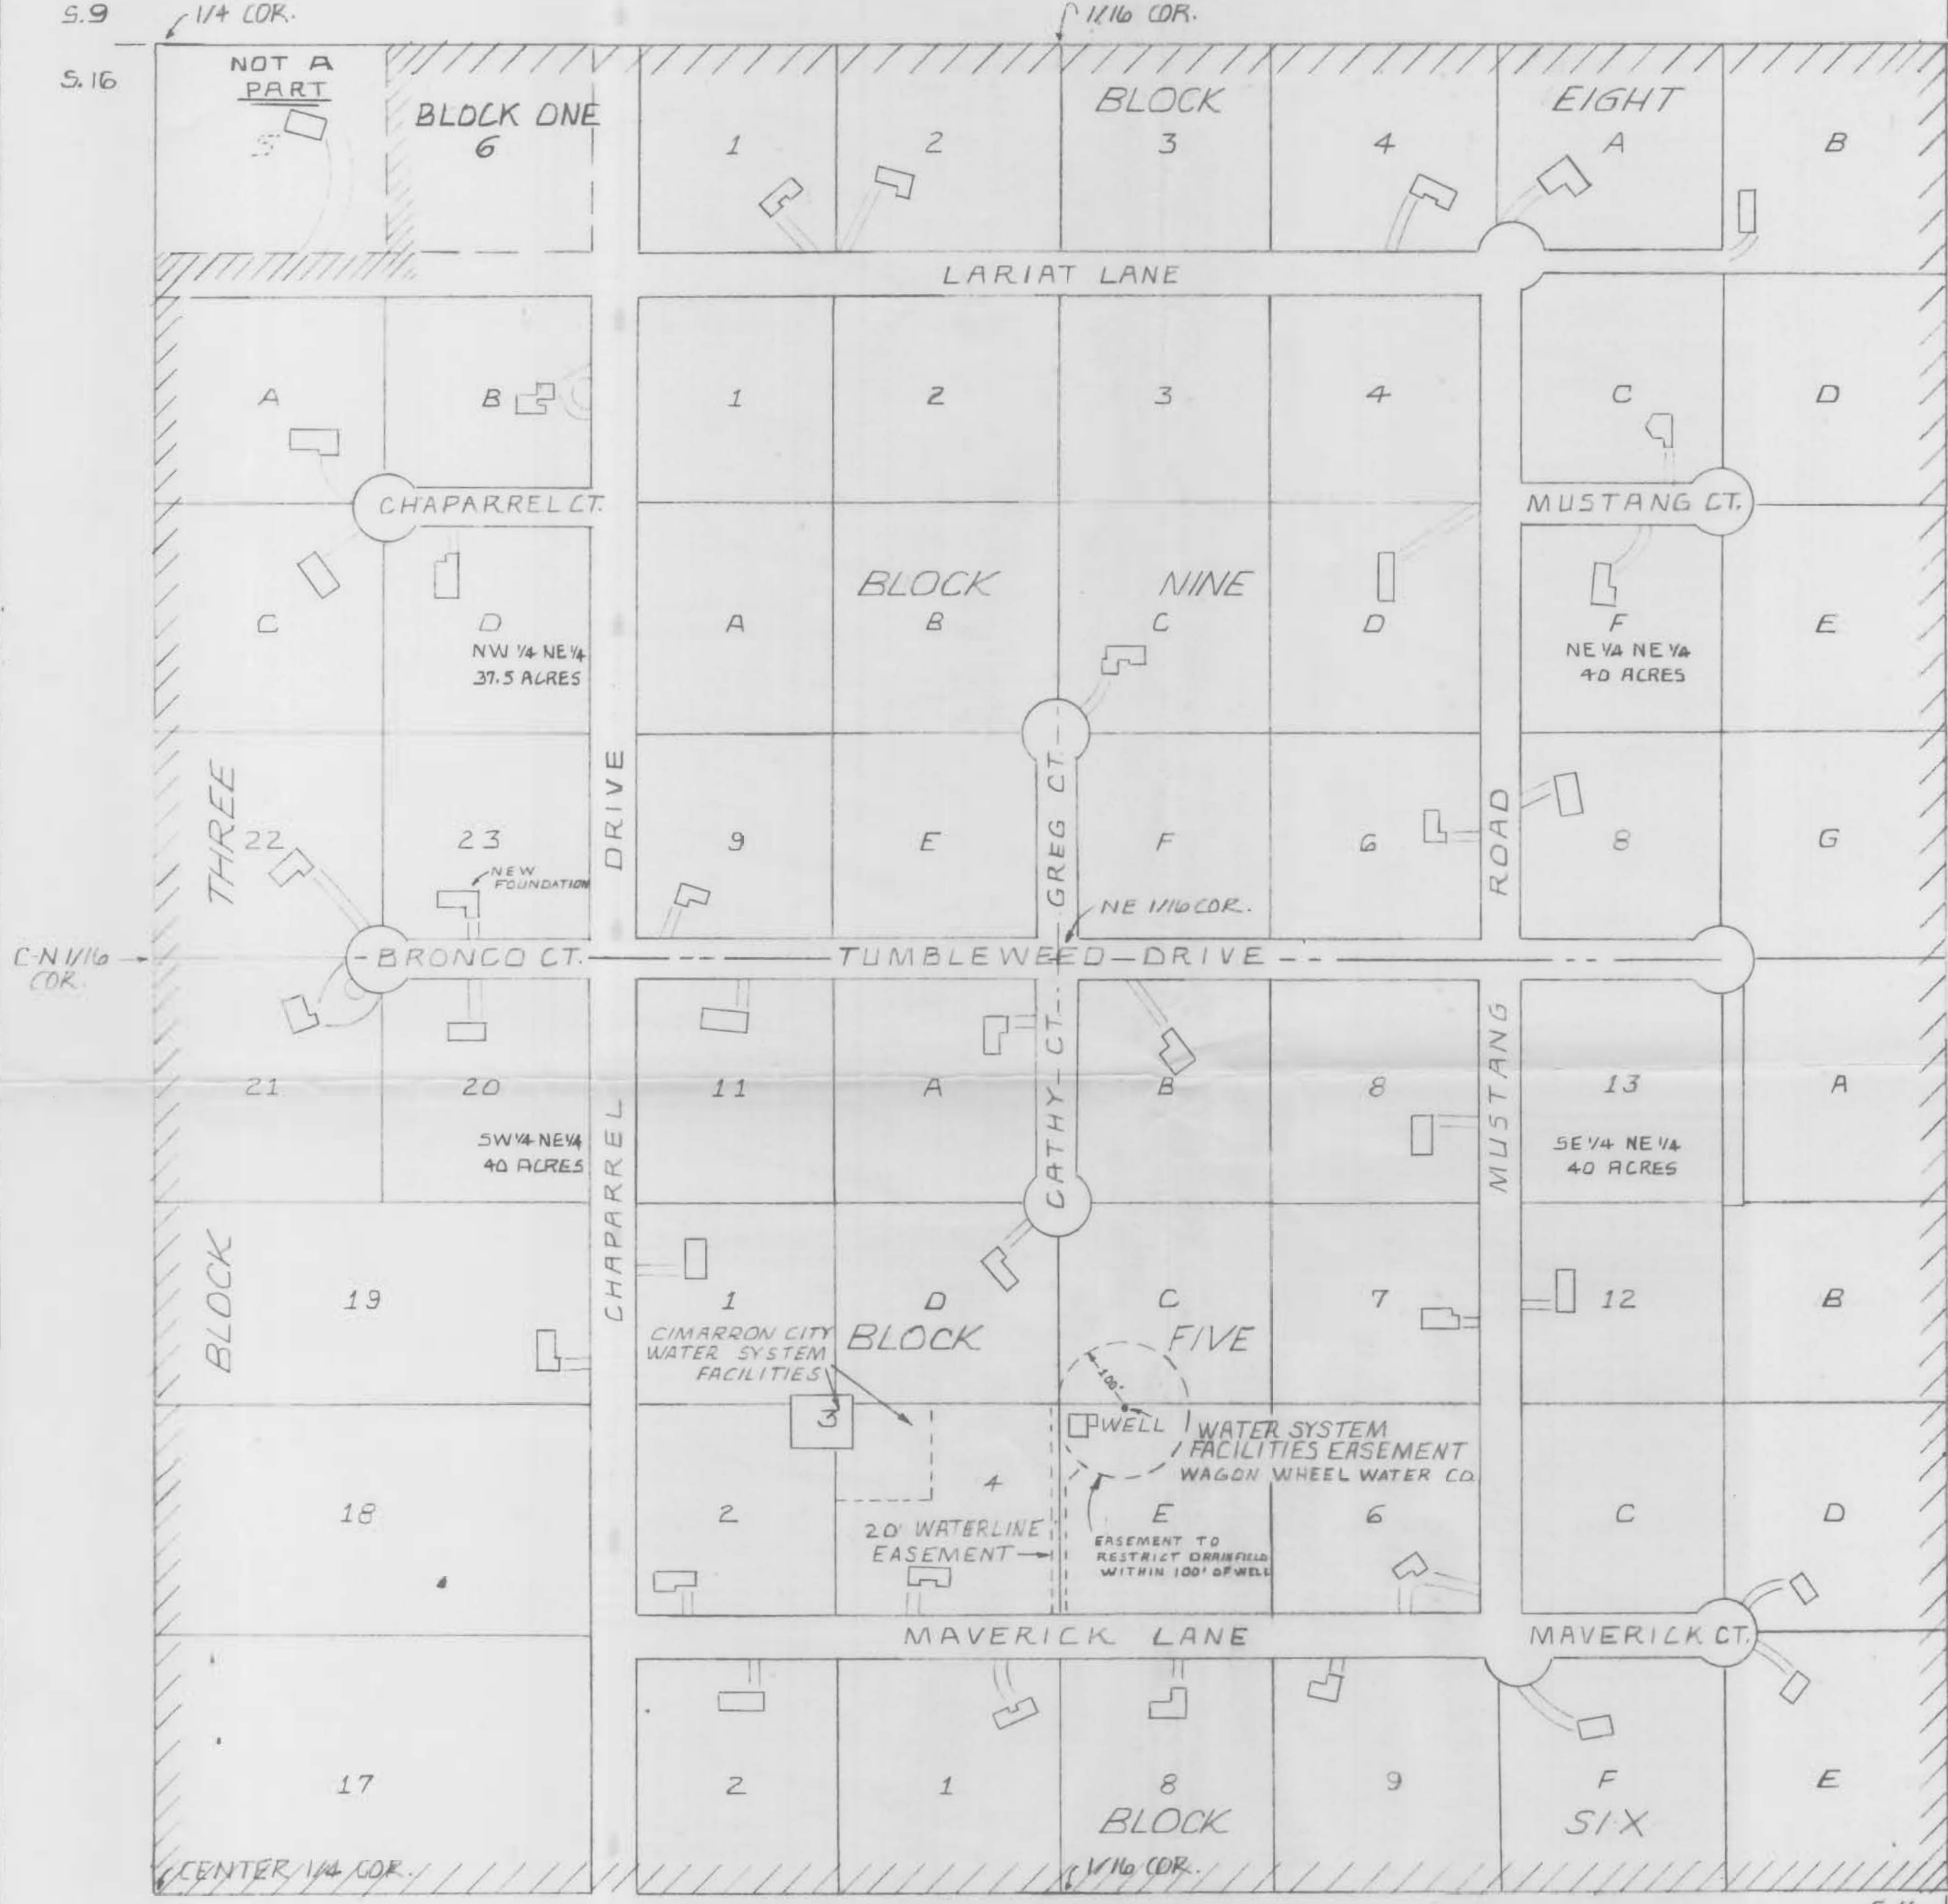 S.9
1/4 COR.
1/16 COR.
S.16
NOT A
PART
5
BLOCK ONE
6
1
2
BLOCK
3
4
EIGHT
A
B
LARIAT LANE
A
B
1
2
3
4
C
D
CHAPARREL CT.
MUSTANG CT.
BLOCK NINE
C
D
NW 1/4 NE 1/4
37.5 ACRES
A
B
C
D
F
NE 1/4 NE 1/4
40 ACRES
E
THREE
22
23
NEW
FOUNDATION
DRIVE
9
E
GREG CT.
F
6
ROAD
8
G
NE 1/16 COR.
C-N 1/16
COR.
BRONCO CT.
TUMBLEWEED DRIVE
21
20
SW 1/4 NE 1/4
40 ACRES
CHAPARREL
11
A
CATHY CT.
B
8
MUSTANG
13
SE 1/4 NE 1/4
40 ACRES
A
BLOCK
19
1
D
C
7
12
B
CIMARRON CITY
WATER SYSTEM
FACILITIES
BLOCK
FIVE
100'
3
WELL
WATER SYSTEM
FACILITIES EASEMENT
WAGON WHEEL WATER CO.
18
2
4
E
6
C
D
20' WATERLINE
EASEMENT
EASEMENT TO
RESTRICT DRAINFIELD
WITHIN 100' OF WELL
MAVERICK LANE
MAVERICK CT.
17
2
1
8
9
F
E
BLOCK
SIX
CENTER 1/4 COR.
1/16 COR.